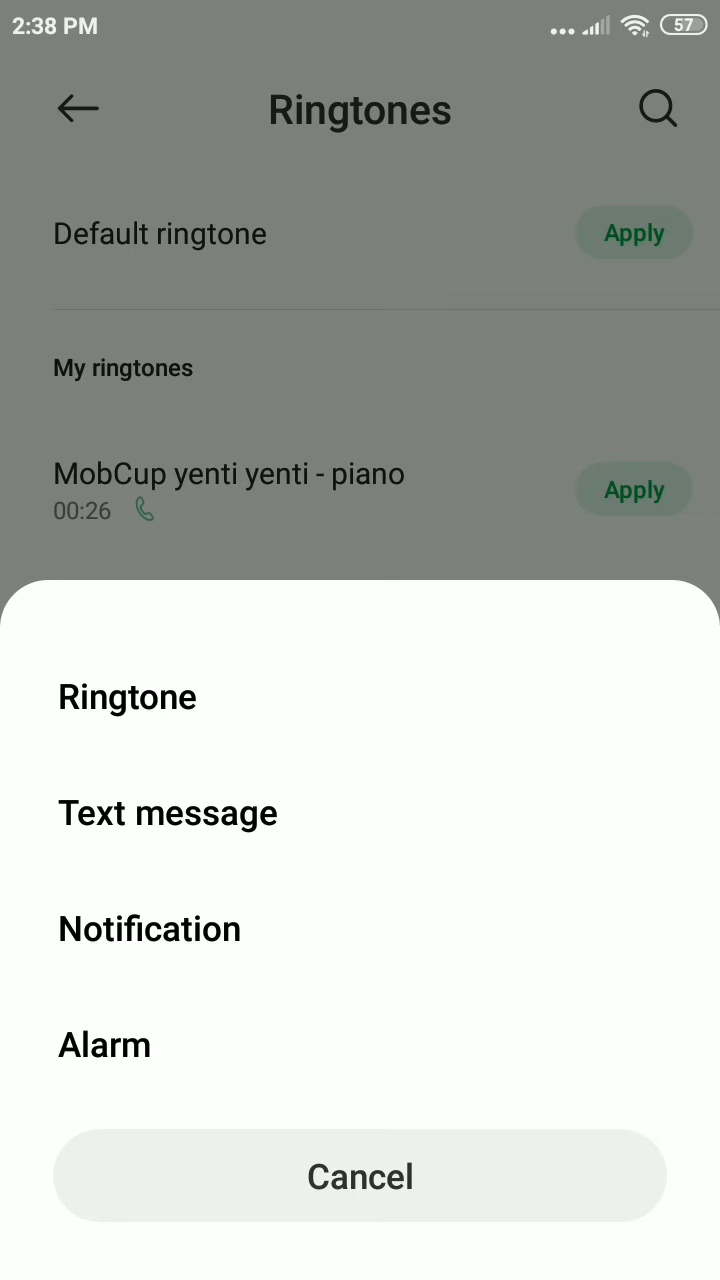 2:38 PM
57
Ringtones
Default ringtone
Apply
My ringtones
MobCup yenti yenti - piano
Apply
00:26
Ringtone
Text message
Notification
Alarm
Cancel